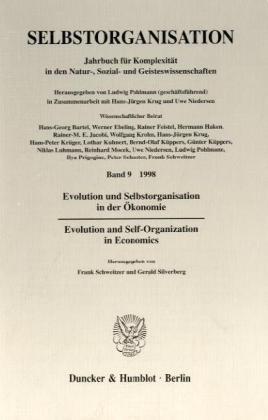 SELBSTORGANISATION
Jahrbuch für Komplexität
in den Natur-, Sozial- und Geisteswissenschaften
Herausgegeben von Ludwig Pohlmann (geschäftsführend)
in Zusammenarbeit mit Hans-Jürgen Krug und Uwe Niedersen
Wissenschaftlicher Beirat
Hans-Georg Bartel, Werner Ebeling, Rainer Feistel, Hermann Haken,
Rainer-M. E. Jacobi, Wolfgang Krohn, Hans-Jürgen Krug,
Hans-Peter Krüger, Lothar Kuhnert, Bernd-Olaf Küppers, Günter Küppers,
Niklas Luhmann, Reinhard Mocek, Uwe Niedersen, Ludwig Pohlmann,
Ilya Prigogine, Peter Schuster, Frank Schweitzer
Band 9 1998
Evolution und Selbstorganisation
in der Ökonomie
Evolution and Self-Organization
in Economics
Herausgegeben von
Frank Schweitzer und Gerald Silverberg
Duncker & Humblot · Berlin